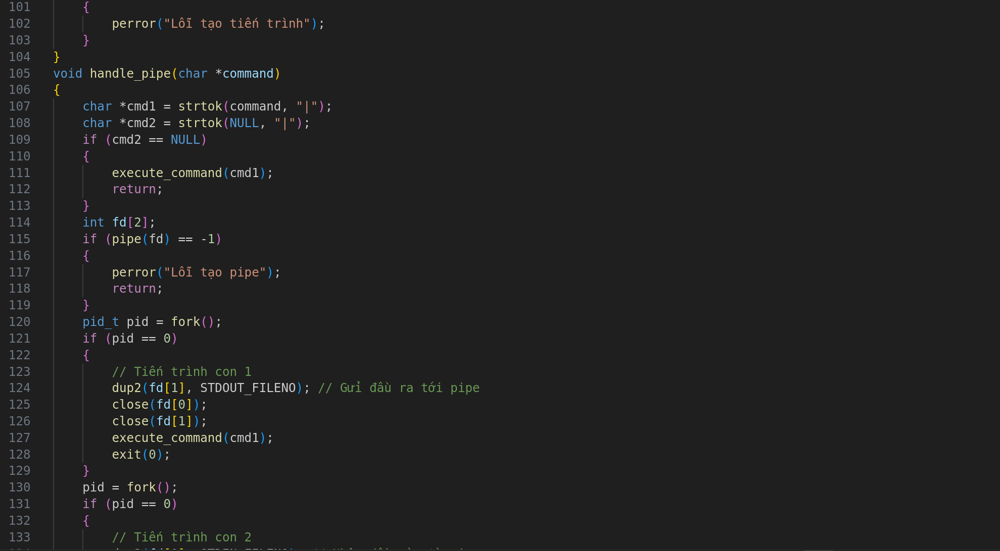 101 {
102 perror("Lỗi tạo tiến trình");
103 }
104 }
105 void handle_pipe(char *command)
106 {
107 char *cmd1 = strtok(command, "|");
108 char *cmd2 = strtok(NULL, "|");
109 if (cmd2 == NULL)
110 {
111 execute_command(cmd1);
112 return;
113 }
114 int fd[2];
115 if (pipe(fd) == -1)
116 {
117 perror("Lỗi tạo pipe");
118 return;
119 }
120 pid_t pid = fork();
121 if (pid == 0)
122 {
123 // Tiến trình con 1
124 dup2(fd[1], STDOUT_FILENO); // Gửi đầu ra tới pipe
125 close(fd[0]);
126 close(fd[1]);
127 execute_command(cmd1);
128 exit(0);
129 }
130 pid = fork();
131 if (pid == 0)
132 {
133 // Tiến trình con 2